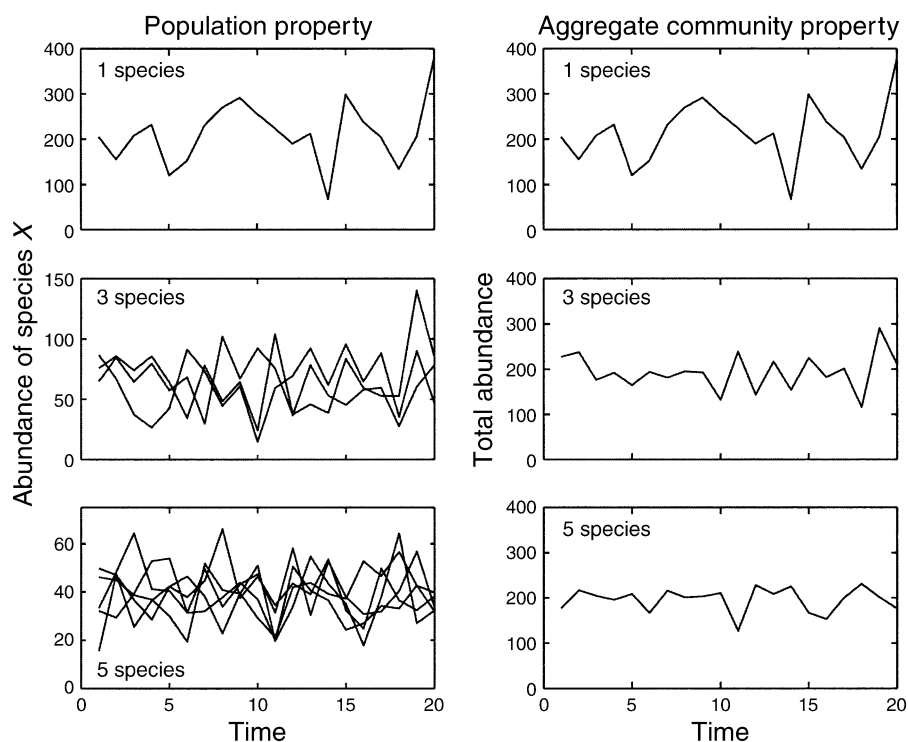 Population property
Aggregate community property
Abundance of species X
Total abundance
400
300
200
100
0
1 species
400
300
200
100
0
1 species
150
100
50
0
3 species
400
300
200
100
0
3 species
60
40
20
0
5 species
0 5 10 15 20
Time
400
300
200
100
0
5 species
0 5 10 15 20
Time